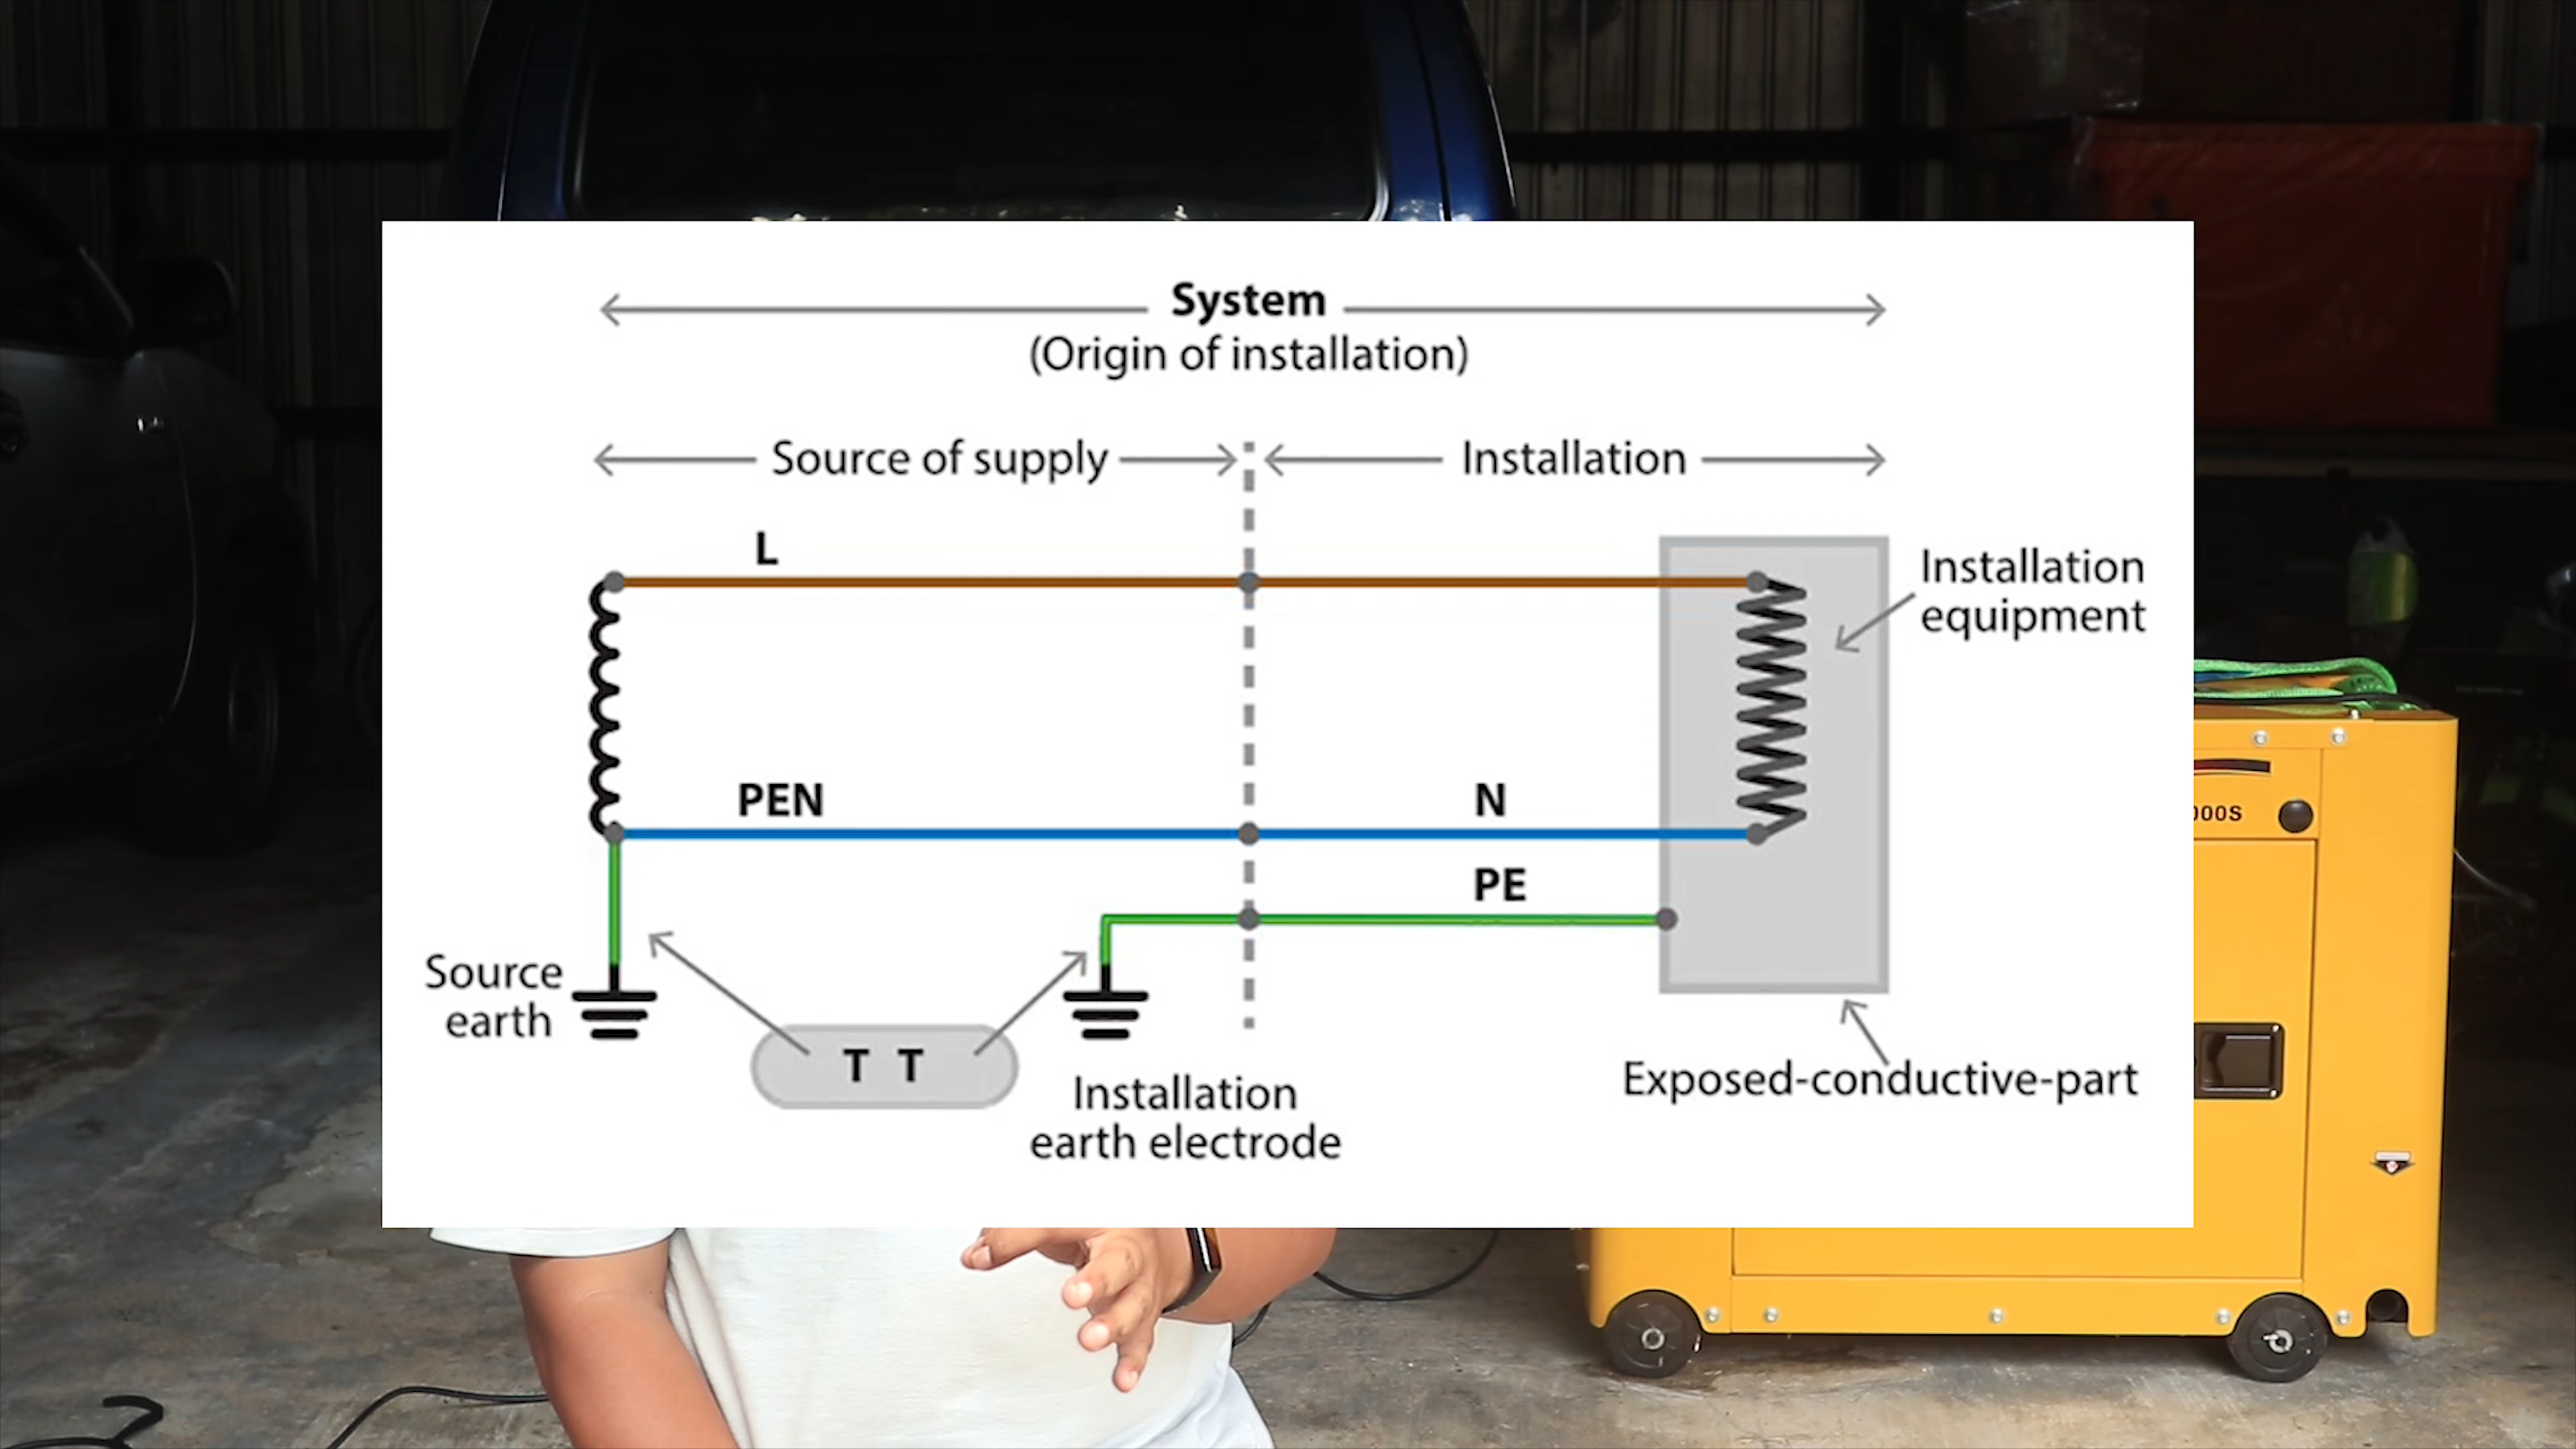 System
(Origin of installation)
Source of supply
Installation
L
Installation
equipment
PEN
N
PE
000S
Source
earth
T T
Installation
earth electrode
Exposed-conductive-part